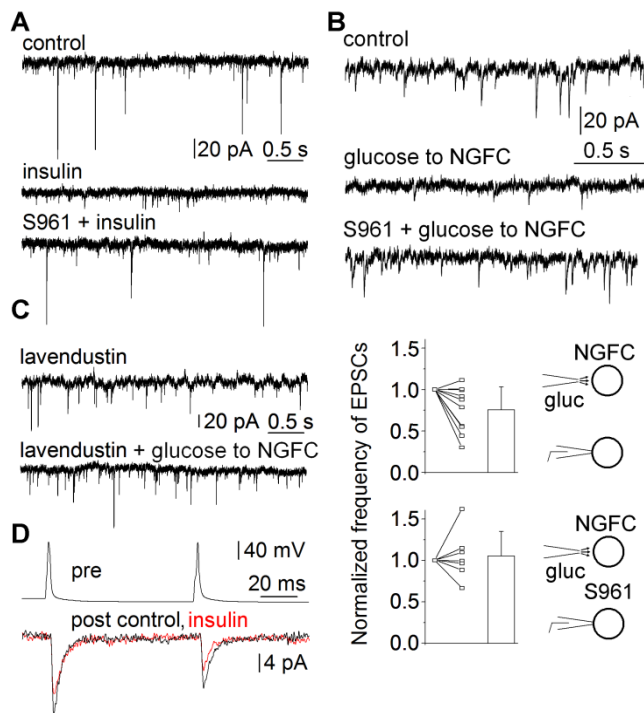 A
control
20 pA 0.5 s
insulin
S961 + insulin
B
control
20 pA
glucose to NGFC
0.5 s
S961 + glucose to NGFC
C
lavendustin
20 pA 0.5 s
lavendustin + glucose to NGFC
D
40 mV
pre
20 ms
post control, insulin
4 pA
Normalized frequency of EPSCs
1.5
1.0
0.5
0.0
NGFC
gluc
1.5
1.0
0.5
0.0
NGFC
gluc
S961